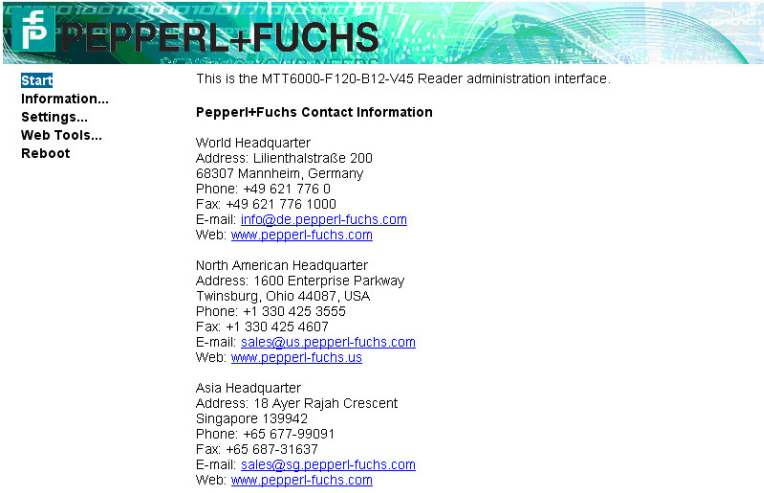 PEPPERL+FUCHS
Start
Information...
Settings...
Web Tools...
Reboot
This is the MTT6000-F120-B12-V45 Reader administration interface.
Pepperl+Fuchs Contact Information
World Headquarter
Address: Lilienthalstraße 200
68307 Mannheim, Germany
Phone: +49 621 776 0
Fax: +49 621 776 1000
E-mail: info@de.pepperl-fuchs.com
Web: www.pepperl-fuchs.com
North American Headquarter
Address: 1600 Enterprise Parkway
Twinsburg, Ohio 44087, USA
Phone: +1 330 425 3555
Fax: +1 330 425 4607
E-mail: sales@us.pepperl-fuchs.com
Web: www.pepperl-fuchs.us
Asia Headquarter
Address: 18 Ayer Rajah Crescent
Singapore 139942
Phone: +65 677-99091
Fax: +65 687-31637
E-mail: sales@sg.pepperl-fuchs.com
Web: www.pepperl-fuchs.com